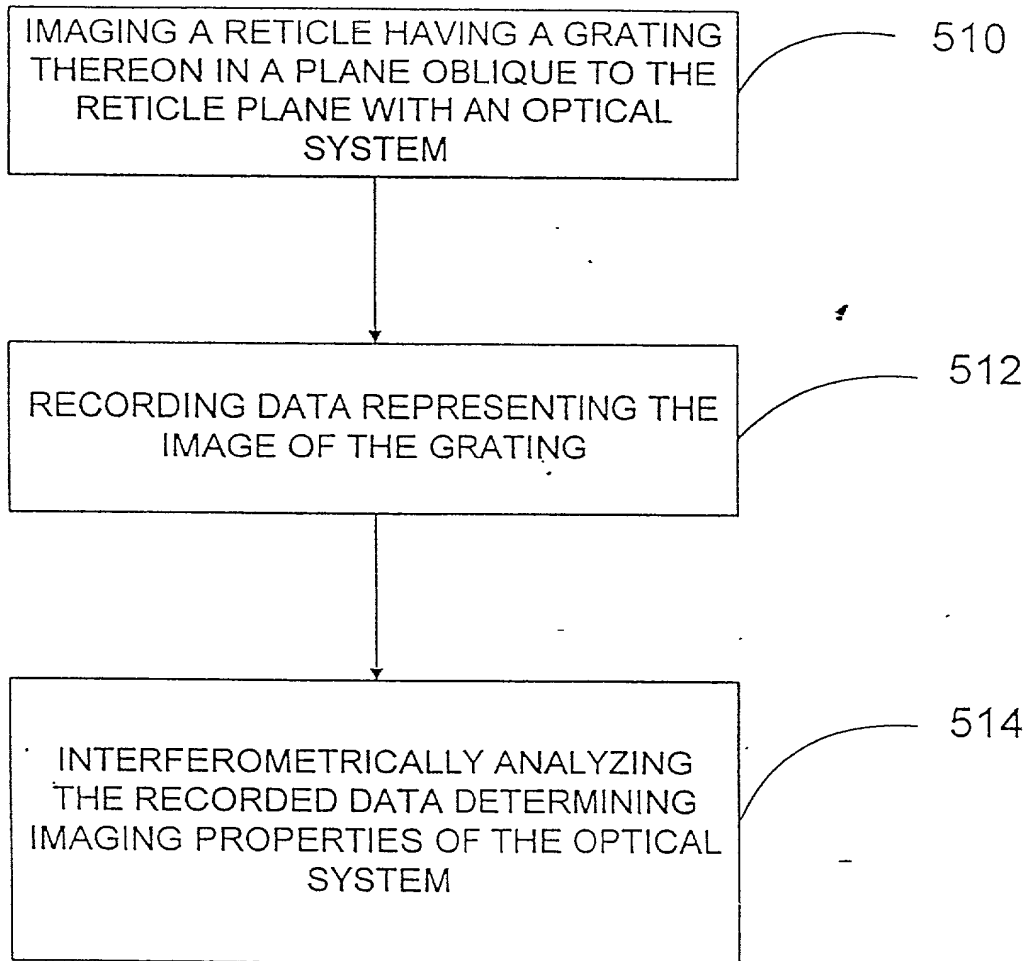 IMAGING A RETICLE HAVING A GRATING
THEREON IN A PLANE OBLIQUE TO THE
RETICLE PLANE WITH AN OPTICAL
SYSTEM
510
RECORDING DATA REPRESENTING THE
IMAGE OF THE GRATING
512
INTERFEROMETRICALLY ANALYZING
THE RECORDED DATA DETERMINING
IMAGING PROPERTIES OF THE OPTICAL
SYSTEM
514